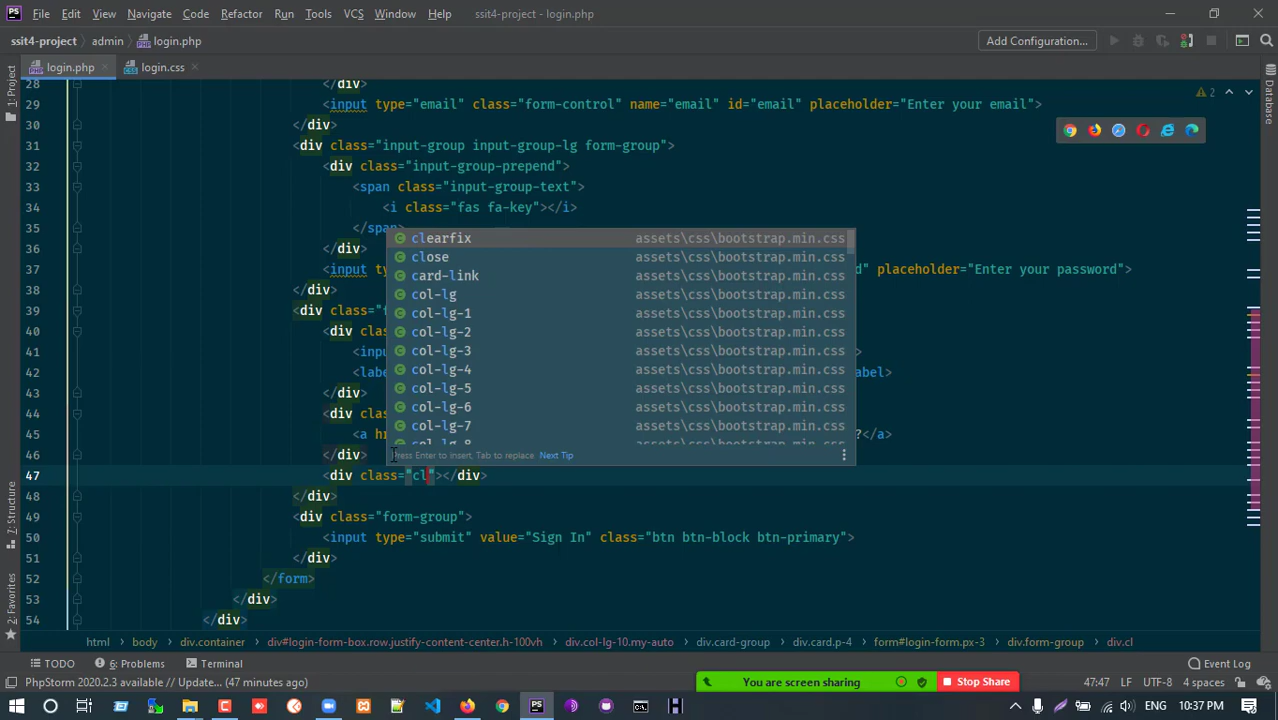 File Edit View Navigate Code Refactor Run Tools VCS Window Help ssit4-project - login.php
ssit4-project admin login.php Add Configuration...
login.php login.css
1: Project
7: Structure
2: Favorites
Database
2
28 </div>
29 <input type="email" class="form-control" name="email" id="email" placeholder="Enter your email">
30 </div>
31 <div class="input-group input-group-lg form-group">
32 <div class="input-group-prepend">
33 <span class="input-group-text">
34 <i class="fas fa-key"></i>
35 </span>
36 </div>
37 <input ty d" placeholder="Enter your password">
38 </div>
39 <div class="f
40 <div clas
41 <inpu
42 <labe abel>
43 </div>
44 <div clas
45 <a hr ?</a>
46 </div>
47 <div class="cl"></div>
48 </div>
49 <div class="form-group">
50 <input type="submit" value="Sign In" class="btn btn-block btn-primary">
51 </div>
52 </form>
53 </div>
54 </div>
clearfix assets\css\bootstrap.min.css
close assets\css\bootstrap.min.css
card-link assets\css\bootstrap.min.css
col-lg assets\css\bootstrap.min.css
col-lg-1 assets\css\bootstrap.min.css
col-lg-2 assets\css\bootstrap.min.css
col-lg-3 assets\css\bootstrap.min.css
col-lg-4 assets\css\bootstrap.min.css
col-lg-5 assets\css\bootstrap.min.css
col-lg-6 assets\css\bootstrap.min.css
col-lg-7 assets\css\bootstrap.min.css
col-lg-8 assets\css\bootstrap.min.css
Press Enter to insert, Tab to replace Next Tip
html body div.container div#login-form-box.row.justify-content-center.h-100vh div.col-lg-10.my-auto div.card-group div.card.p-4 form#login-form.px-3 div.form-group div.cl
TODO 6: Problems Terminal Event Log
PhpStorm 2020.2.3 available // Update... (47 minutes ago) You are screen sharing Stop Share 47:47 LF UTF-8 4 spaces
ENG 10:37 PM